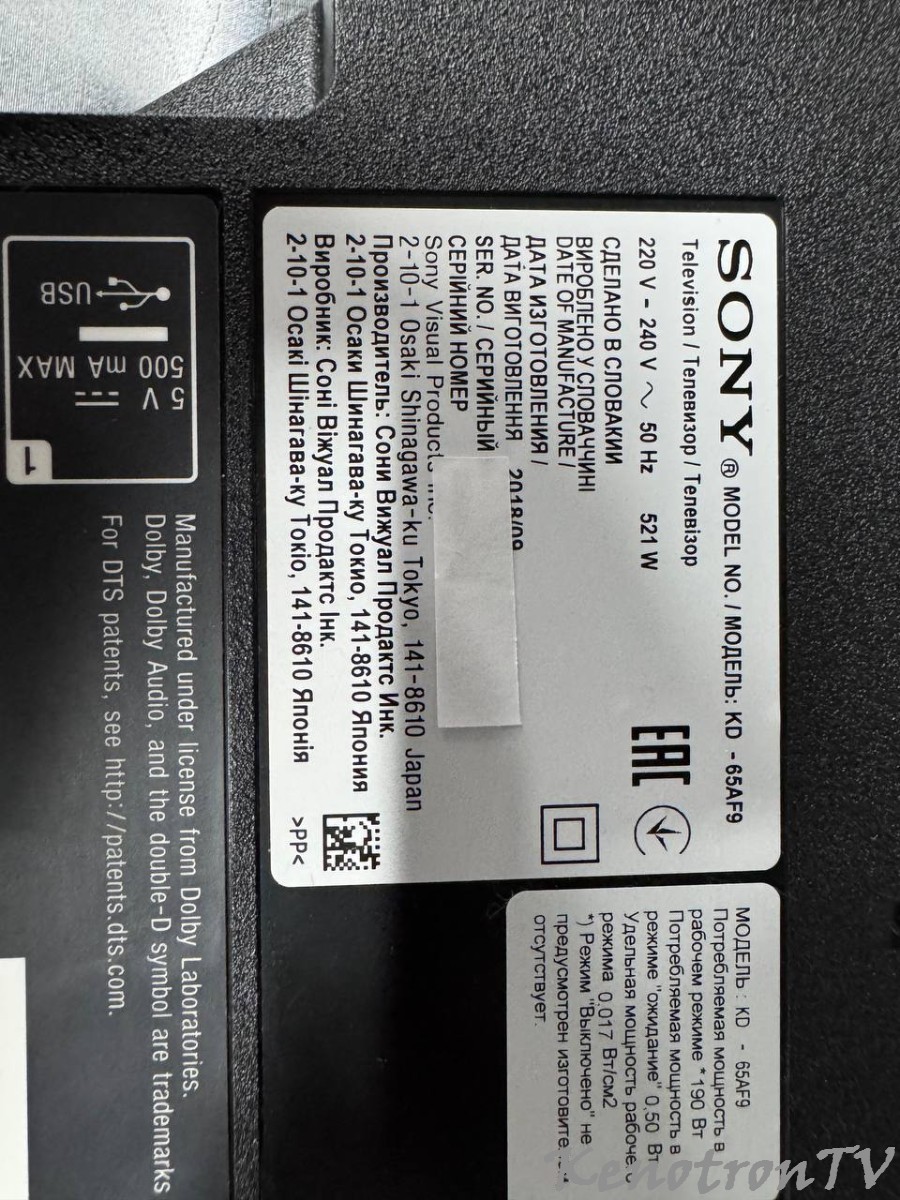 SONY ® MODEL NO. / МОДЕЛЬ: KD - 65AF9
Television / Телевизор / Телевізор
220 V - 240 V ~ 50 Hz 521 W
СДЕЛАНО В СЛОВАКИИ
ВИРОБЛЕНО У СЛОВАЧЧИНІ
DATE OF MANUFACTURE /
ДАТА ИЗГОТОВЛЕНИЯ /
ДАТА ВИГОТОВЛЕННЯ 2018/09
SER. NO. / СЕРИЙНЫЙ
СЕРІЙНИЙ НОМЕР
Sony Visual Products Inc.
2-10-1 Osaki Shinagawa-ku Tokyo, 141-8610 Japan
Производитель: Сони Вижуал Продактс Инк.
2-10-1 Осаки Шинагава-ку Токио, 141-8610 Япония
Виробник: Соні Віжуал Продактс Інк.
2-10-1 Осакі Шінагава-ку Токіо, 141-8610 Японія
EAC
>PP<
МОДЕЛЬ : KD - 65AF9
Потребляемая мощность в
рабочем режиме *190 Вт
Потребляемая мощность в
режиме "ожидание" 0,50 Вт
Удельная мощность рабоче
режима 0,017 Вт/см2
*) Режим "Выключено" не
предусмотрен изготовите
отсутствует.
USB
5 V
500 mA MAX
1
Manufactured under license from Dolby Laboratories.
Dolby, Dolby Audio, and the double-D symbol are trademarks
For DTS patents, see http://patents.dts.com.
KenotronTV